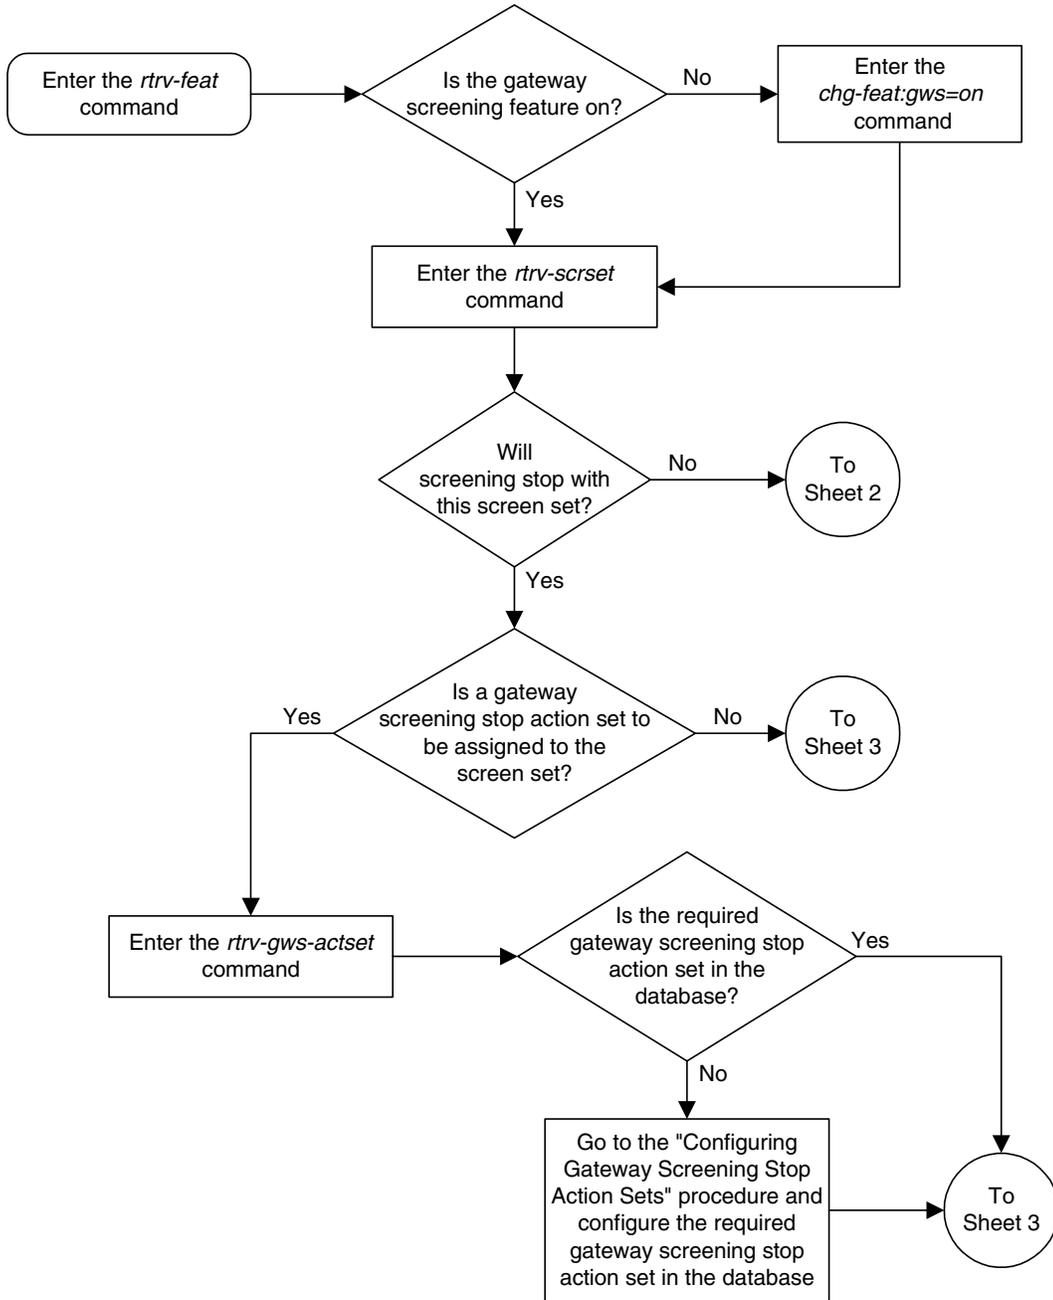 Enter the rtrv-feat
command
Is the gateway
screening feature on?
No
Enter the
chg-feat:gws=on
command
Yes
Enter the rtrv-scrset
command
Will
screening stop with
this screen set?
No
To
Sheet 2
Yes
Is a gateway
screening stop action set to
be assigned to the
screen set?
Yes
No
To
Sheet 3
Enter the rtrv-gws-actset
command
Is the required
gateway screening stop
action set in the
database?
Yes
No
Go to the "Configuring
Gateway Screening Stop
Action Sets" procedure and
configure the required
gateway screening stop
action set in the database
To
Sheet 3